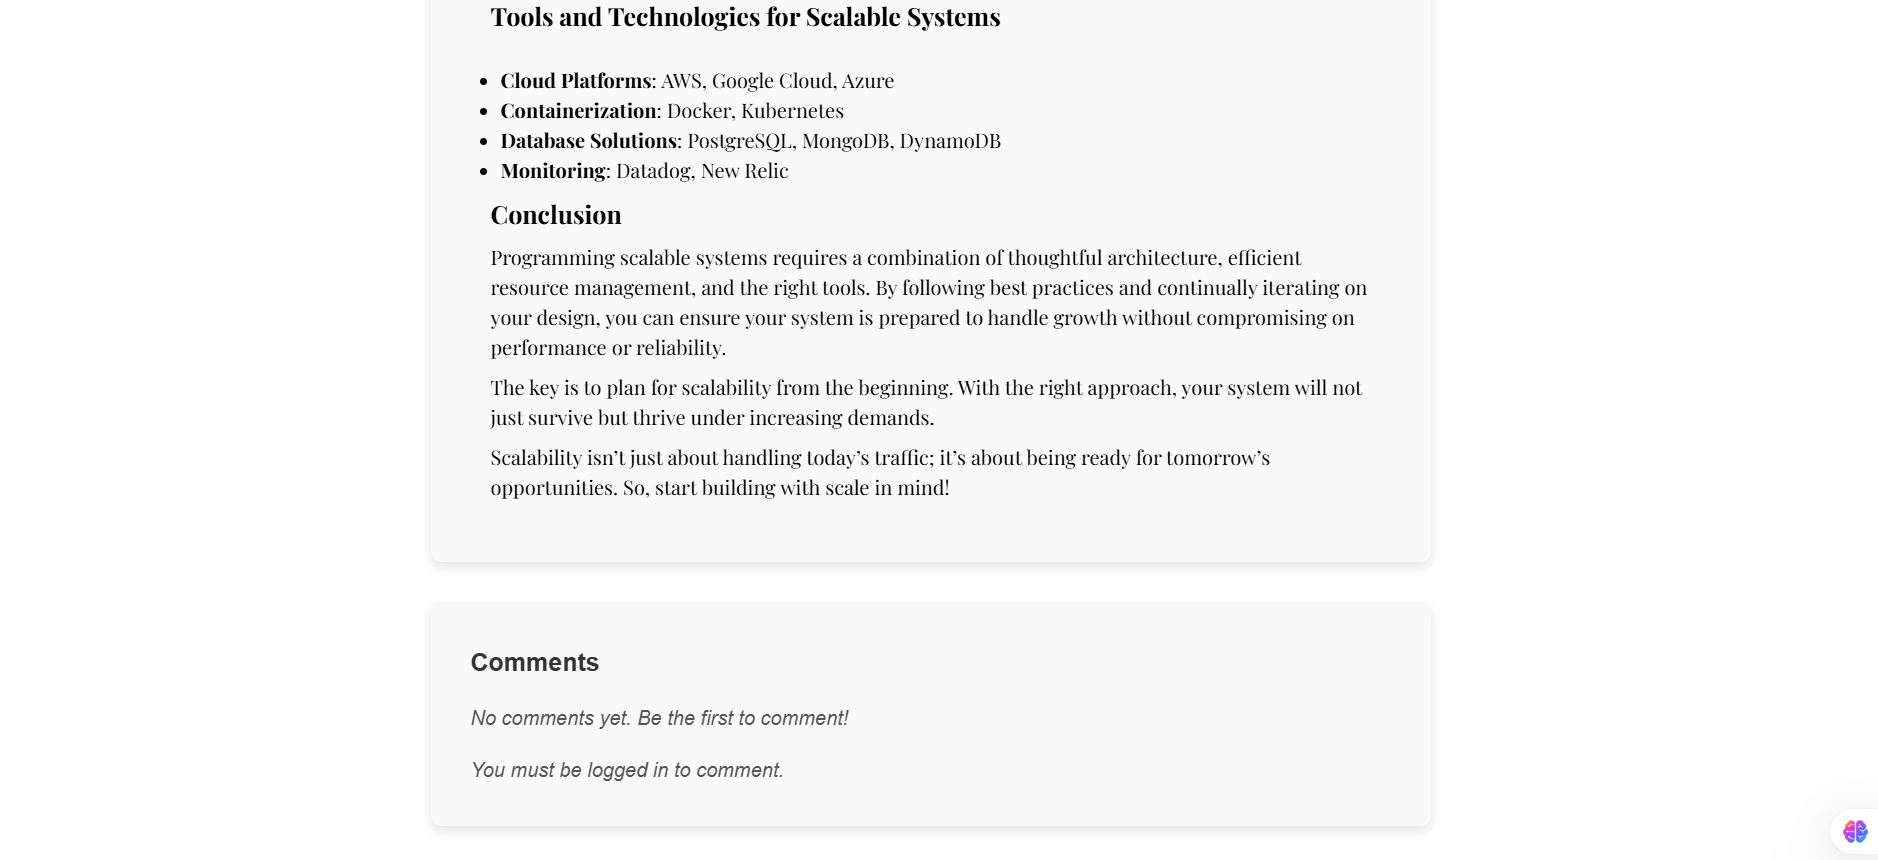 Tools and Technologies for Scalable Systems
Cloud Platforms: AWS, Google Cloud, Azure
Containerization: Docker, Kubernetes
Database Solutions: PostgreSQL, MongoDB, DynamoDB
Monitoring: Datadog, New Relic
Conclusion
Programming scalable systems requires a combination of thoughtful architecture, efficient
resource management, and the right tools. By following best practices and continually iterating on
your design, you can ensure your system is prepared to handle growth without compromising on
performance or reliability.
The key is to plan for scalability from the beginning. With the right approach, your system will not
just survive but thrive under increasing demands.
Scalability isn’t just about handling today’s traffic; it’s about being ready for tomorrow’s
opportunities. So, start building with scale in mind!
Comments
No comments yet. Be the first to comment!
You must be logged in to comment.